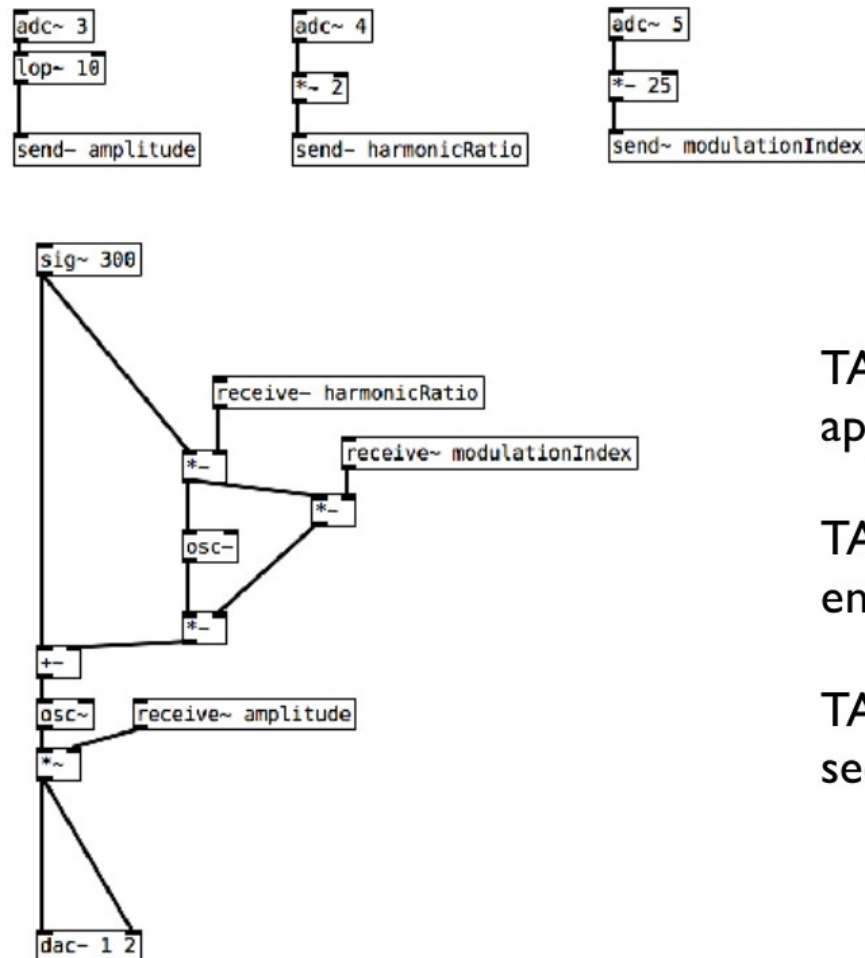 adc~ 3
lop~ 10
send~ amplitude
adc~ 4
*~ 2
send~ harmonicRatio
adc~ 5
*~ 25
send~ modulationIndex
sig~ 300
receive~ harmonicRatio
receive~ modulationIndex
*~
*~
osc~
*~
+~
osc~
receive~ amplitude
*~
dac~ 1 2
TA
ap
TA
en
TA
se